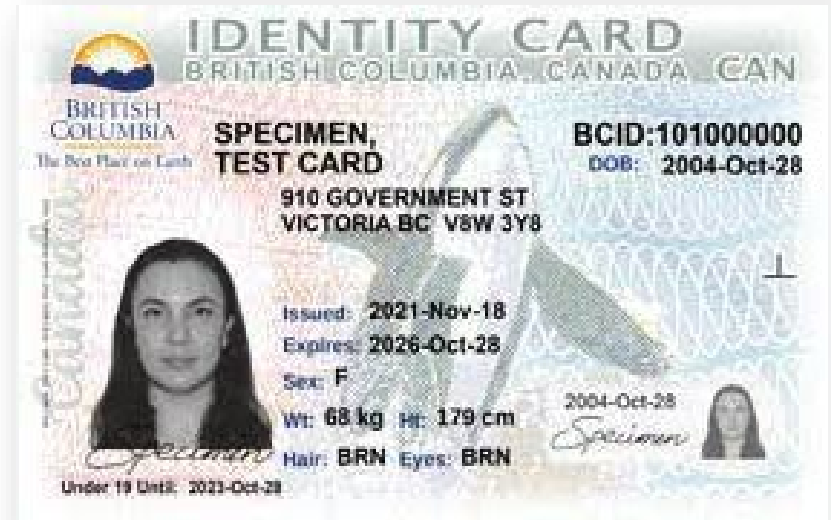 IDENTITY CARD
BRITISH COLUMBIA, CANADA CAN
BRITISH
COLUMBIA
The Best Place on Earth
SPECIMEN,
TEST CARD
BCID:101000000
DOB: 2004-Oct-28
910 GOVERNMENT ST
VICTORIA BC V8W 3Y8
Canada
Issued: 2021-Nov-18
Expires: 2026-Oct-28
Sex: F
Wt: 68 kg Ht: 179 cm
Hair: BRN Eyes: BRN
2004-Oct-28
Specimen
Specimen
Under 19 Until: 2023-Oct-28